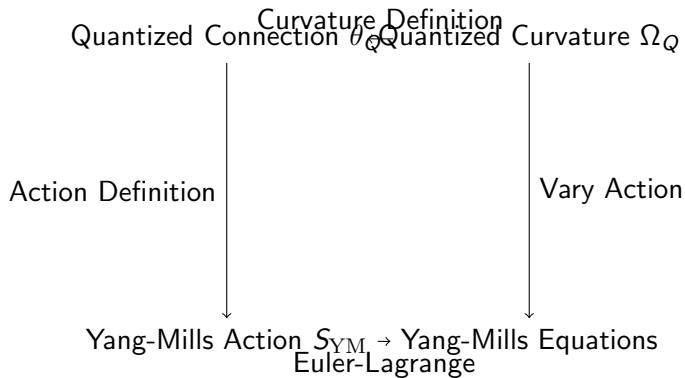 Curvature Definition
Quantized Connection θ_Q → Quantized Curvature Ω_Q
Action Definition
Vary Action
Yang-Mills Action S_YM → Yang-Mills Equations
Euler-Lagrange